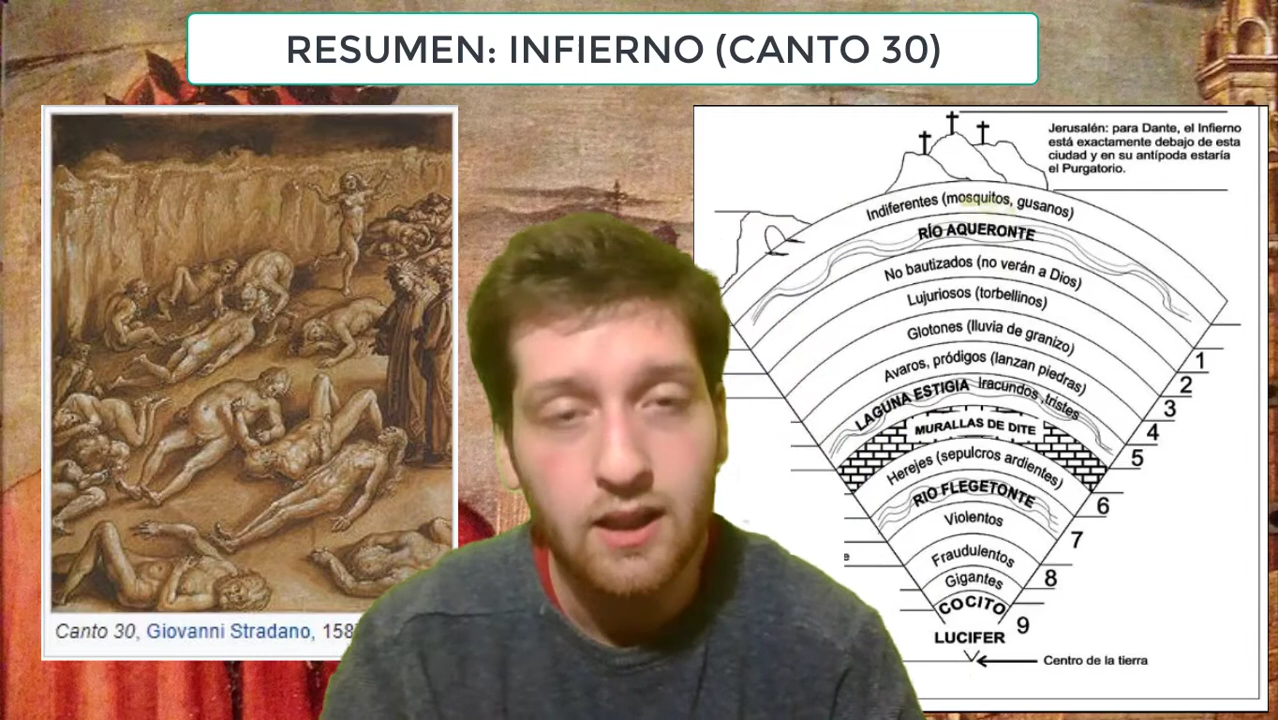 RESUMEN: INFIERNO (CANTO 30)
Canto 30, Giovanni Stradano, 158
Jerusalén: para Dante, el Infierno
está exactamente debajo de esta
ciudad y en su antípoda estaría
el Purgatorio.
Indiferentes (mosquitos, gusanos)
RÍO AQUERONTE
No bautizados (no verán a Dios)
Lujuriosos (torbellinos)
Glotones (lluvia de granizo)
Avaros, pródigos (lanzan piedras)
LAGUNA ESTIGIA Iracundos ,tristes
MURALLAS DE DITE
Herejes (sepulcros ardientes)
RIO FLEGETONTE
Violentos
Fraudulentos
Gigantes
COCITO
LUCIFER
1
2
3
4
5
6
7
8
9
Centro de la tierra